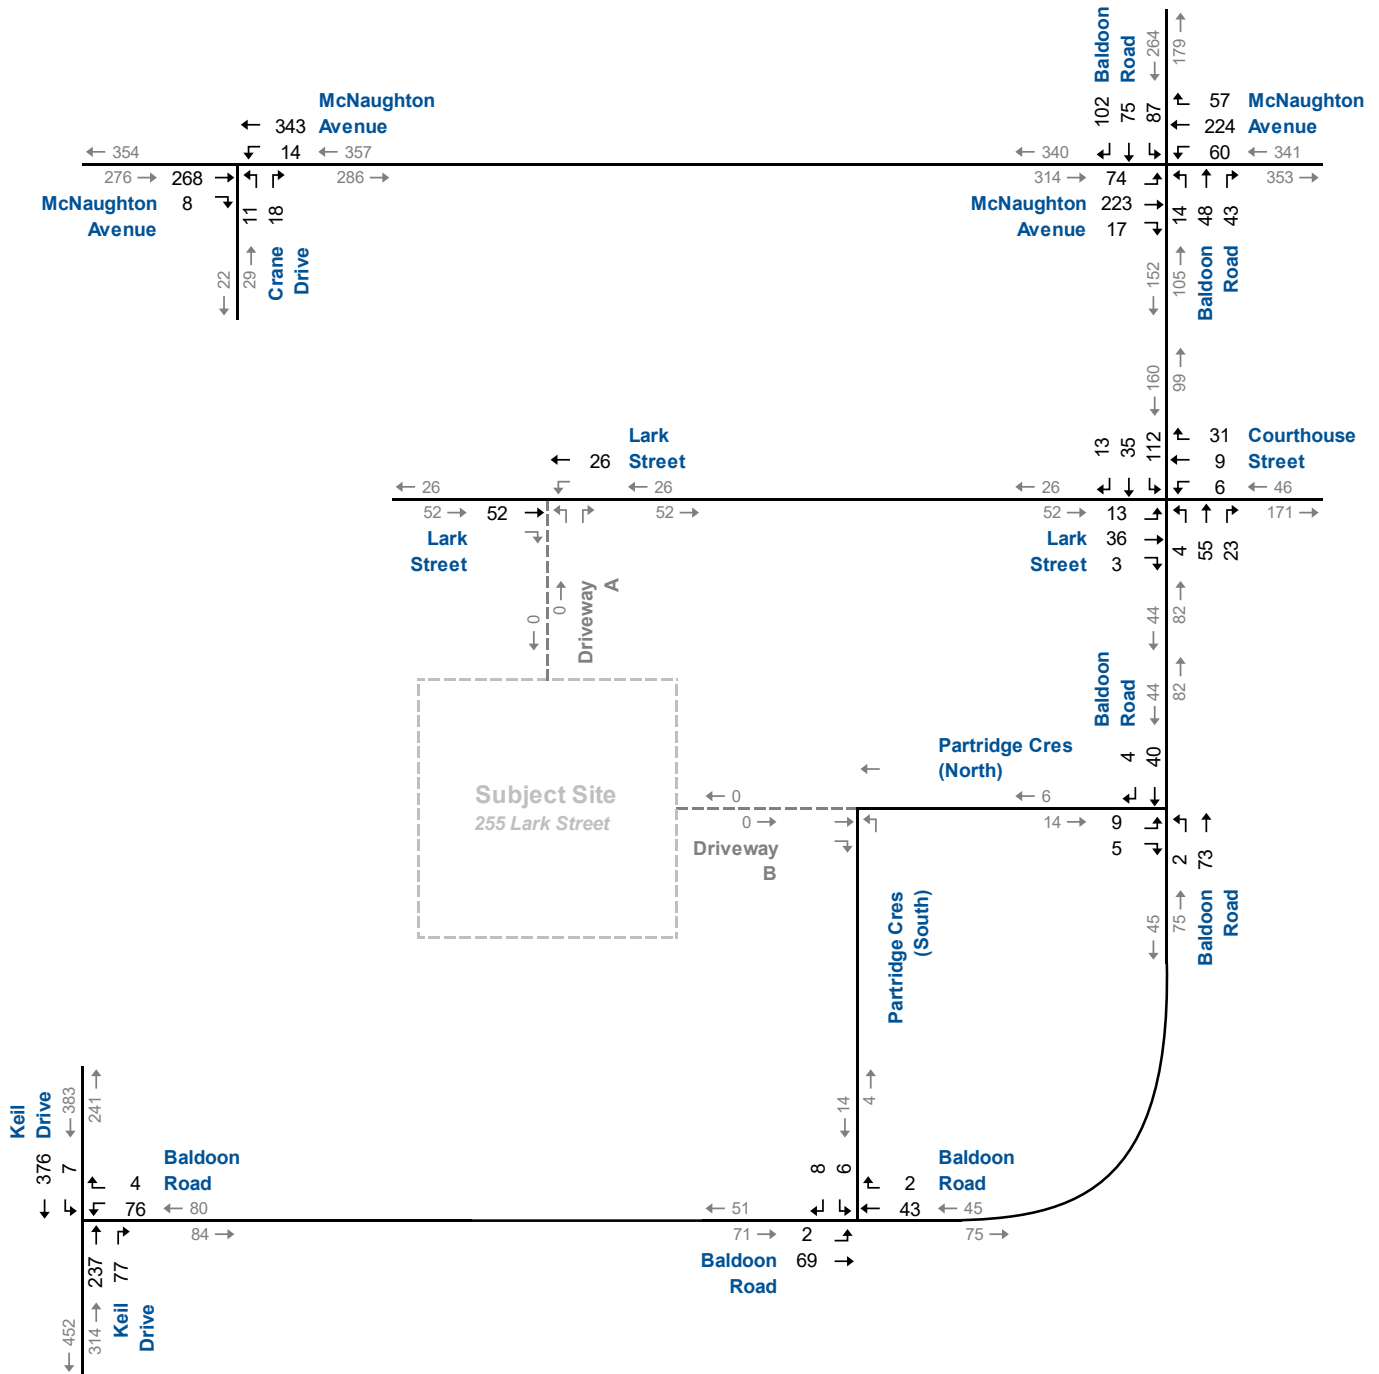 Baldoon
Road
264
179
McNaughton
Avenue
343
14
357
354
276
268
8
286
McNaughton
Avenue
11
18
22
29
Crane
Drive
102
75
87
57
224
60
McNaughton
Avenue
341
340
314
74
223
17
353
McNaughton
Avenue
14
48
43
152
105
Baldoon
Road
160
99
Lark
Street
26
26
26
52
52
52
Lark
Street
0
0
Driveway
A
13
35
112
31
9
6
Courthouse
Street
46
26
52
13
36
3
171
Lark
Street
4
55
23
44
82
Baldoon
Road
44
82
Partridge Cres
(North)
4
40
6
14
9
5
2
73
Subject Site
255 Lark Street
0
0
Driveway
B
Partridge Cres
(South)
45
75
Baldoon
Road
Keil
Drive
383
241
376
7
4
76
Baldoon
Road
80
84
237
77
452
314
Keil
Drive
14
4
8
6
2
43
Baldoon
Road
45
51
71
2
69
75
Baldoon
Road